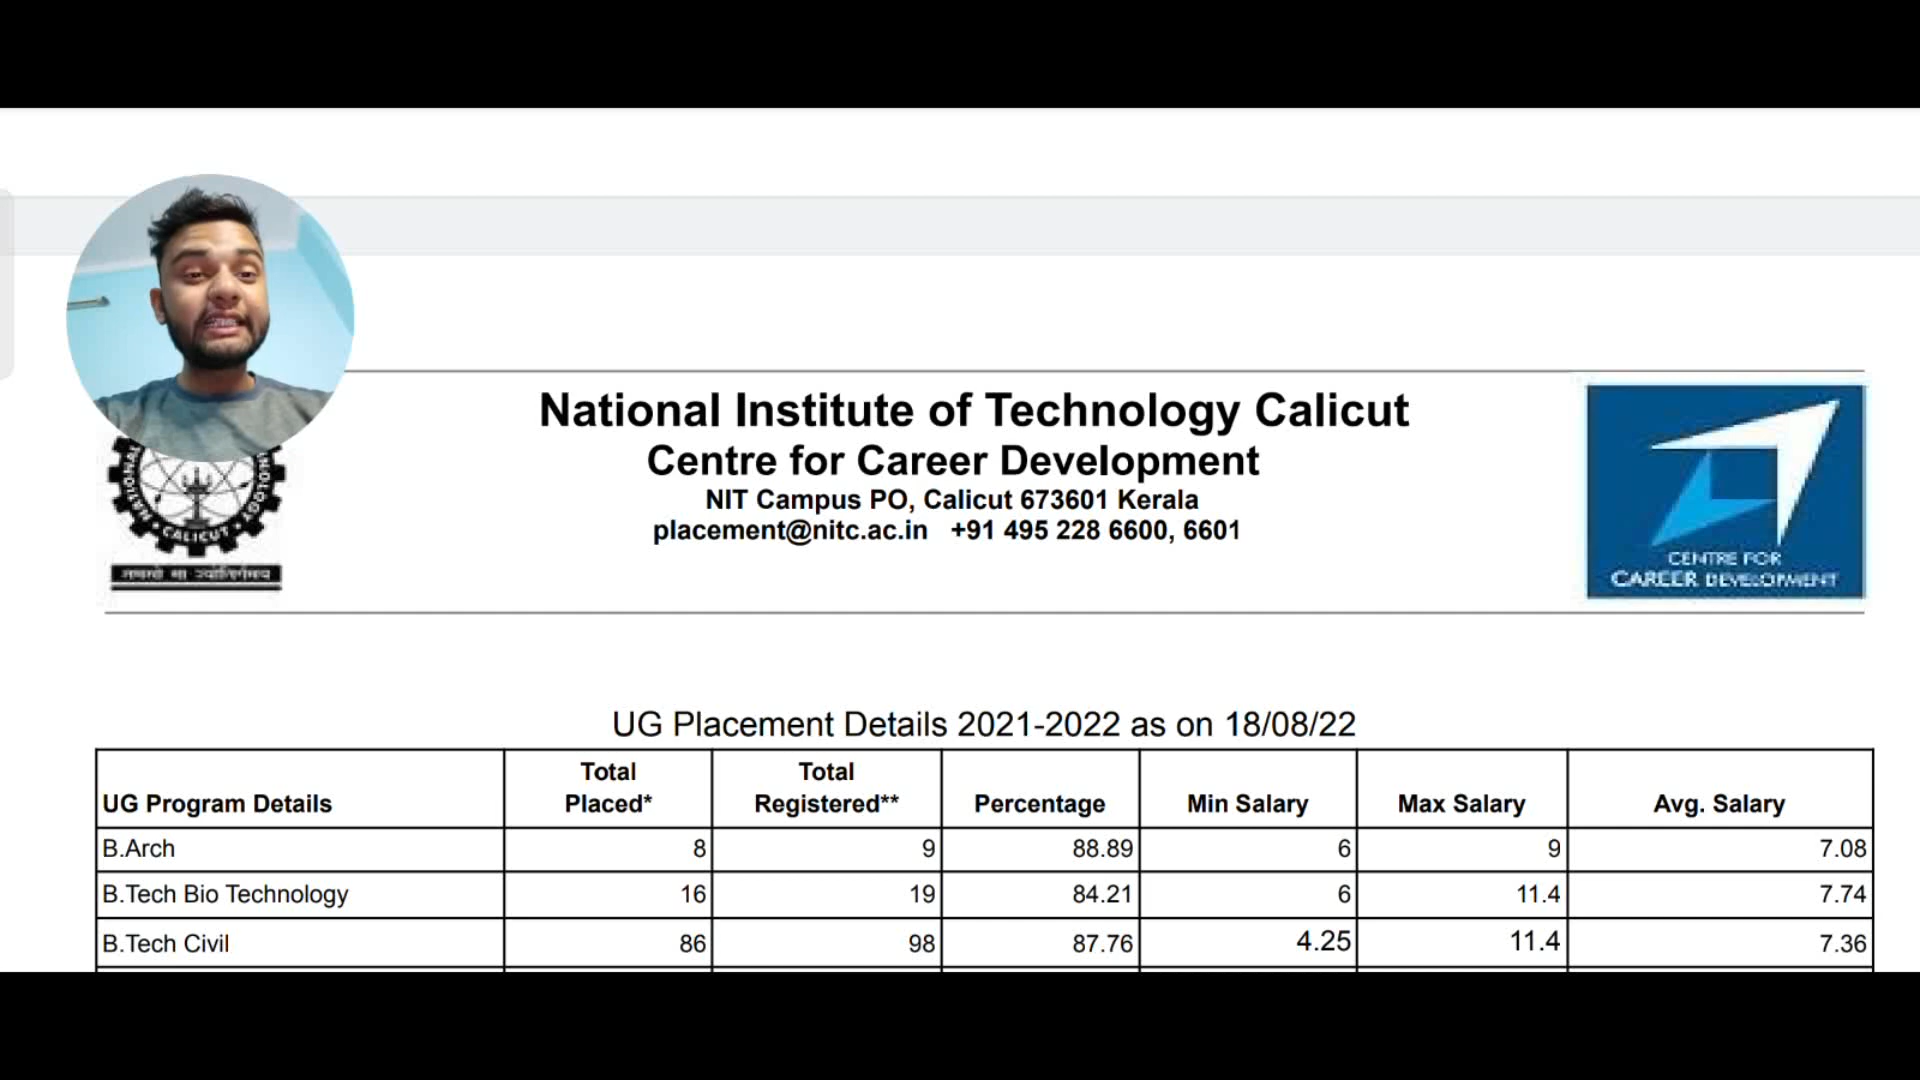 National Institute of Technology Calicut
Centre for Career Development
NIT Campus PO, Calicut 673601 Kerala
placement@nitc.ac.in +91 495 228 6600, 6601
CALICUT
CENTRE FOR
CAREER DEVELOPMENT
UG Placement Details 2021-2022 as on 18/08/22
UG Program Details Total Placed* Total Registered** Percentage Min Salary Max Salary Avg. Salary
B.Arch 8 9 88.89 6 9 7.08
B.Tech Bio Technology 16 19 84.21 6 11.4 7.74
B.Tech Civil 86 98 87.76 4.25 11.4 7.36